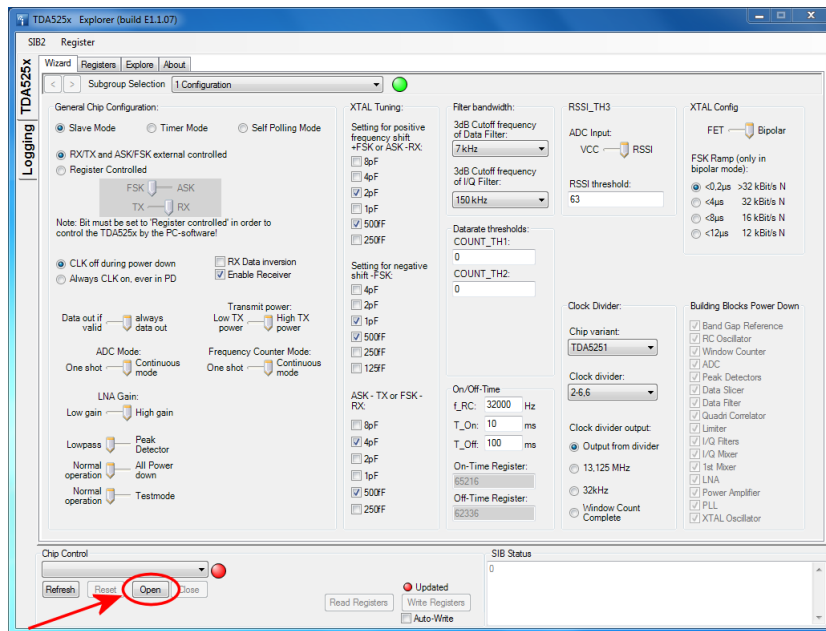 TDA525x Explorer (build E1.1.07)
SIB2 Register
TDA525x
Logging
Wizard Registers Explore About
< > Subgroup Selection 1 Configuration
General Chip Configuration:
Slave Mode Timer Mode Self Polling Mode
RX/TX and ASK/FSK external controlled
Register Controlled
FSK ASK
TX RX
Note: Bit must be set to 'Register controlled' in order to
control the TDA525x by the PC-software!
CLK off during power down
Always CLK on, ever in PD
RX Data inversion
Enable Receiver
Data out if valid always data out
Transmit power:
Low TX power High TX power
ADC Mode:
One shot Continuous mode
Frequency Counter Mode:
One shot Continuous mode
LNA Gain:
Low gain High gain
Lowpass Peak Detector
Normal operation All Power down
Normal operation Testmode
XTAL Tuning:
Setting for positive
frequency shift
+FSK or ASK -RX:
8pF
4pF
2pF
1pF
500fF
250fF
Setting for negative
shift -FSK:
4pF
2pF
1pF
500fF
250fF
125fF
ASK - TX or FSK -
RX:
8pF
4pF
2pF
1pF
500fF
250fF
Filter bandwidth:
3dB Cutoff frequency
of Data Filter:
7 kHz
3dB Cutoff frequency
of I/Q Filter:
150 kHz
Datarate thresholds:
COUNT_TH1:
0
COUNT_TH2:
0
On/Off-Time
f_RC: 32000 Hz
T_On: 10 ms
T_Off: 100 ms
On-Time Register:
65216
Off-Time Register:
62336
RSSI_TH3
ADC Input:
VCC RSSI
RSSI threshold:
63
Clock Divider:
Chip variant:
TDA5251
Clock divider:
2-6,6
Clock divider output:
Output from divider
13,125 MHz
32kHz
Window Count
Complete
XTAL Config
FET Bipolar
FSK Ramp (only in
bipolar mode):
<0,2µs >32 kBit/s N
<4µs 32 kBit/s N
<8µs 16 kBit/s N
<12µs 12 kBit/s N
Building Blocks Power Down
Band Gap Reference
RC Oscillator
Window Counter
ADC
Peak Detectors
Data Slicer
Data Filter
Quadri Correlator
Limiter
I/Q Filters
I/Q Mixer
1st Mixer
LNA
Power Amplifier
PLL
XTAL Oscillator
Chip Control
Refresh Reset Open Close
Updated
Read Registers Write Registers
Auto-Write
SIB Status
0